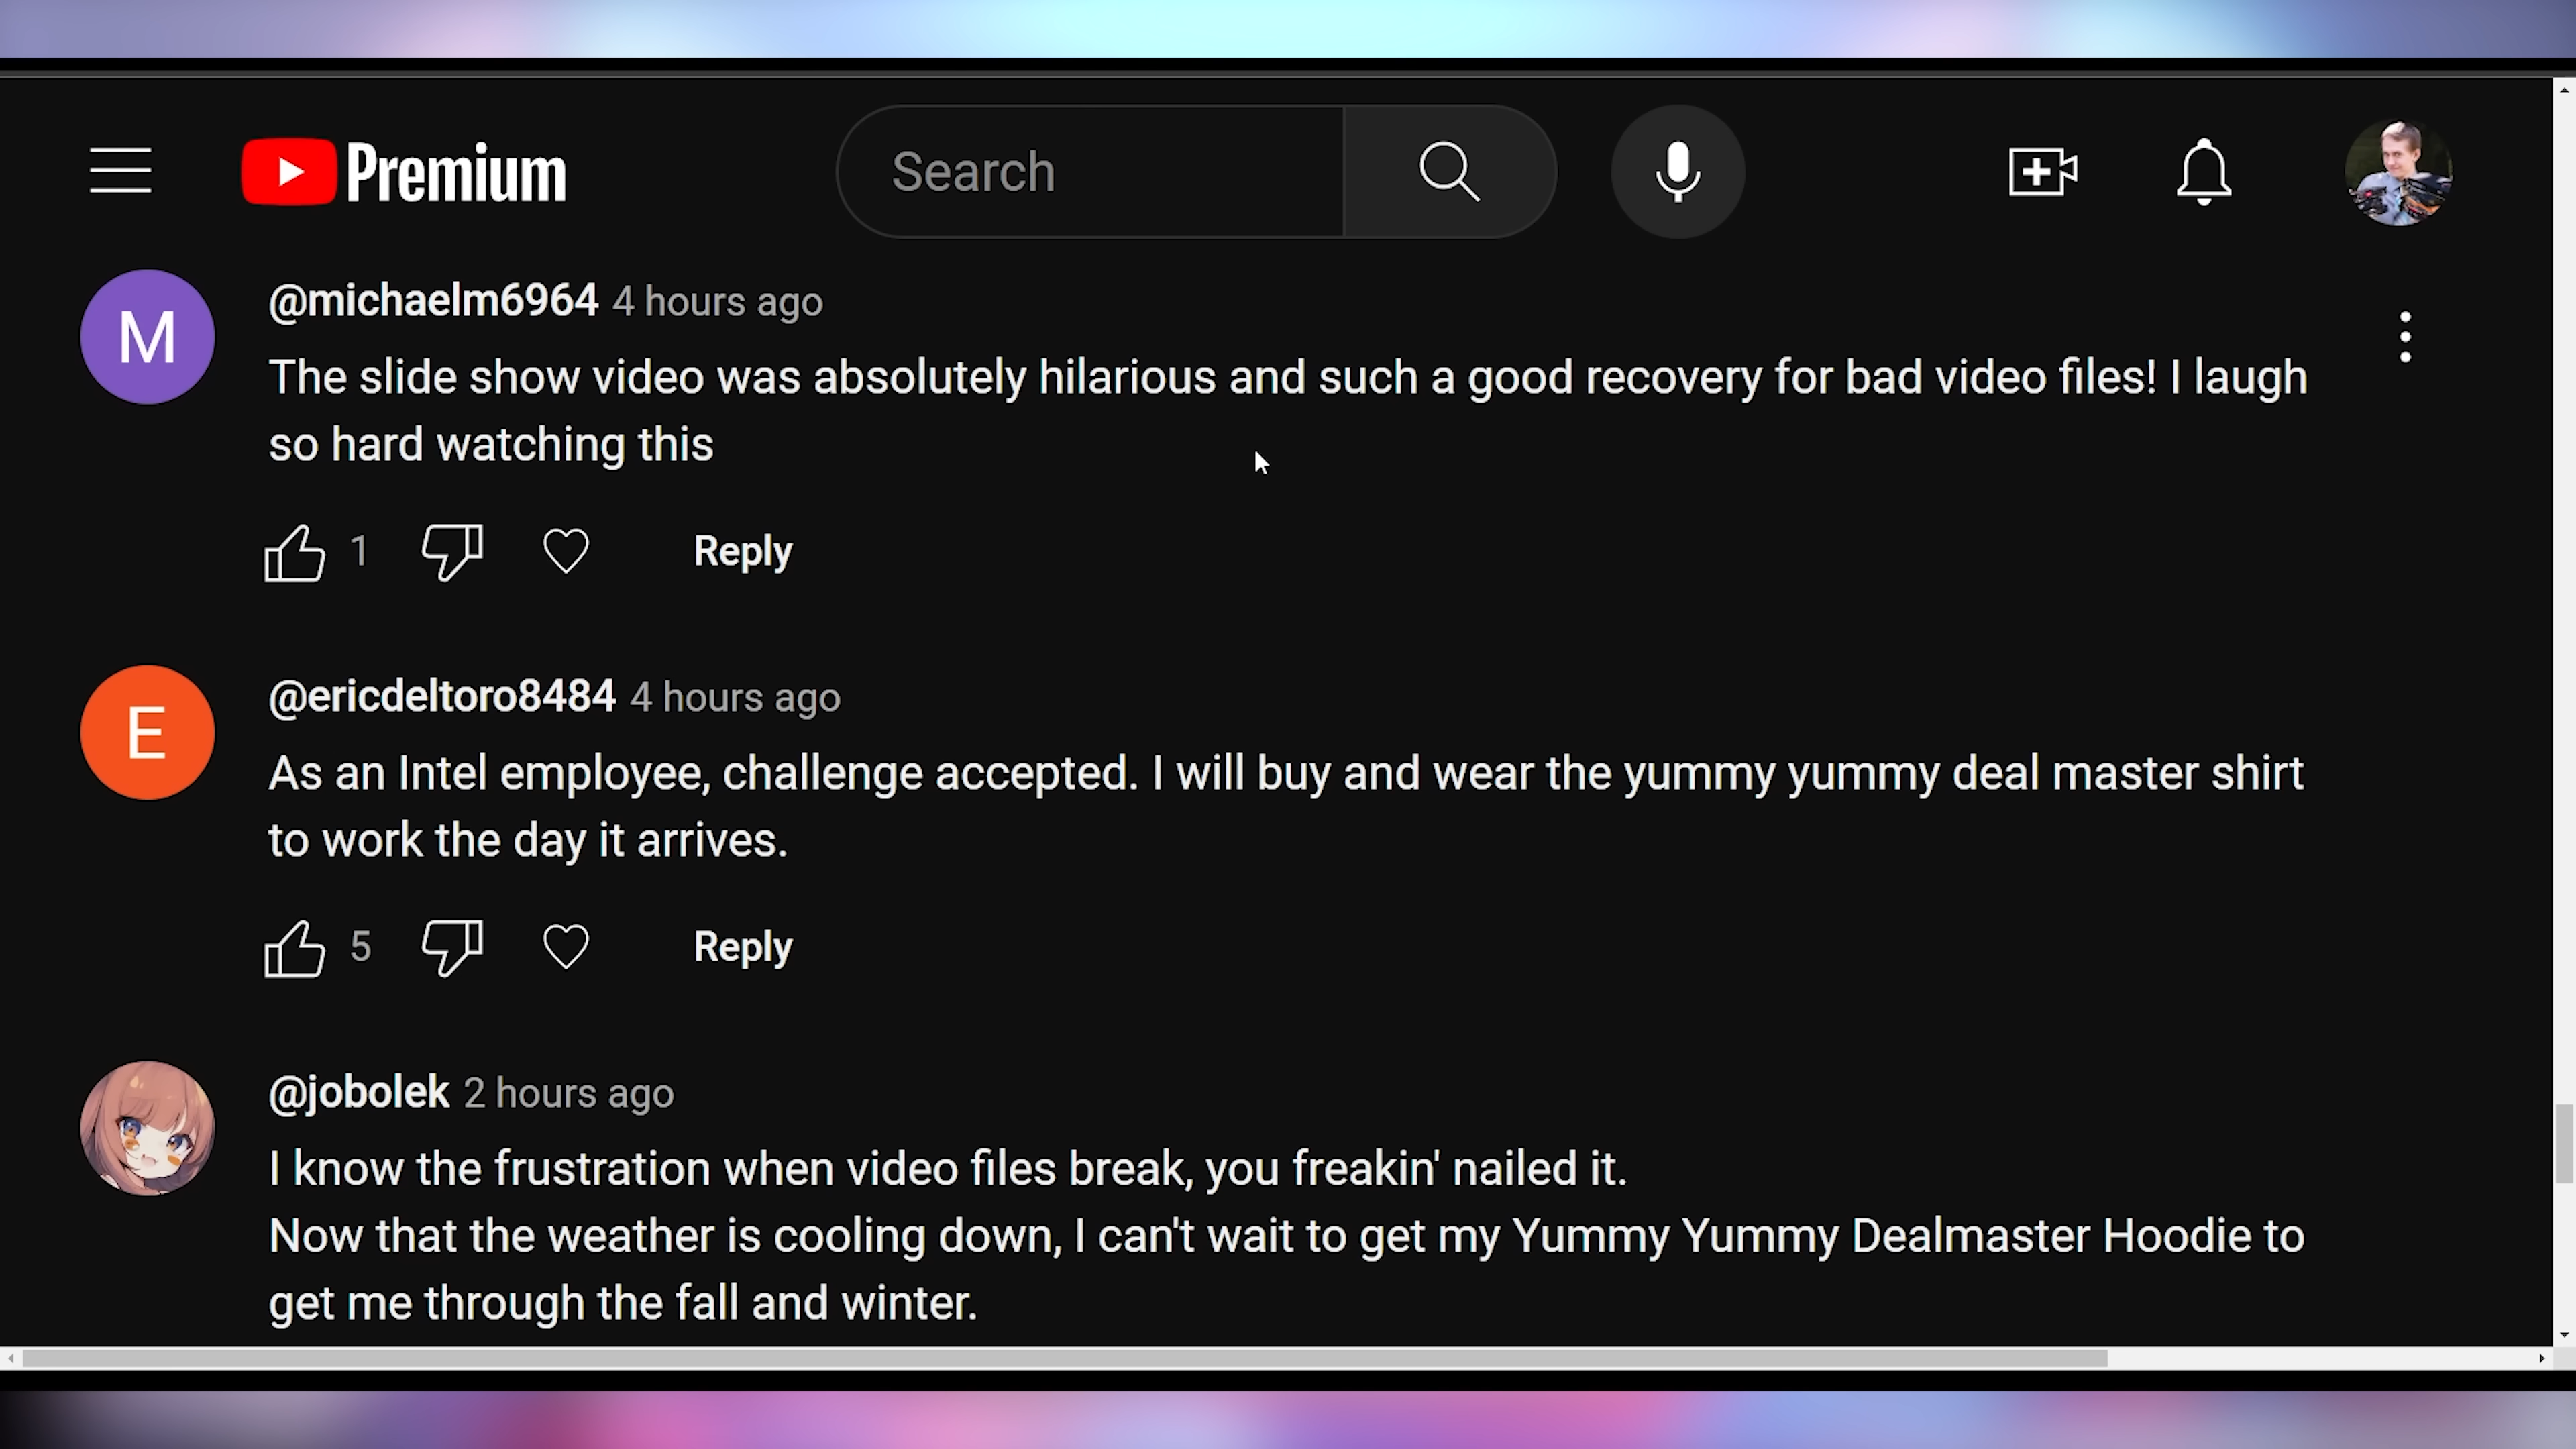 Premium
Search
M
@michaelm6964 4 hours ago
The slide show video was absolutely hilarious and such a good recovery for bad video files! I laugh
so hard watching this
1
Reply
E
@ericdeltoro8484 4 hours ago
As an Intel employee, challenge accepted. I will buy and wear the yummy yummy deal master shirt
to work the day it arrives.
5
Reply
@jobolek 2 hours ago
I know the frustration when video files break, you freakin' nailed it.
Now that the weather is cooling down, I can't wait to get my Yummy Yummy Dealmaster Hoodie to
get me through the fall and winter.